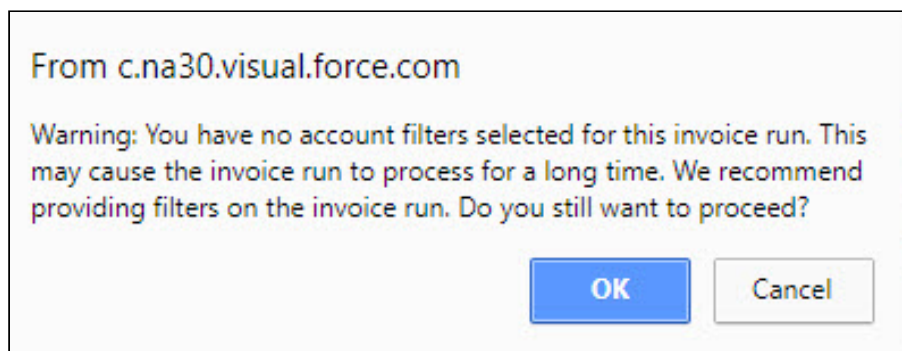 From c.na30.visual.force.com
Warning: You have no account filters selected for this invoice run. This
may cause the invoice run to process for a long time. We recommend
providing filters on the invoice run. Do you still want to proceed?
OK
Cancel